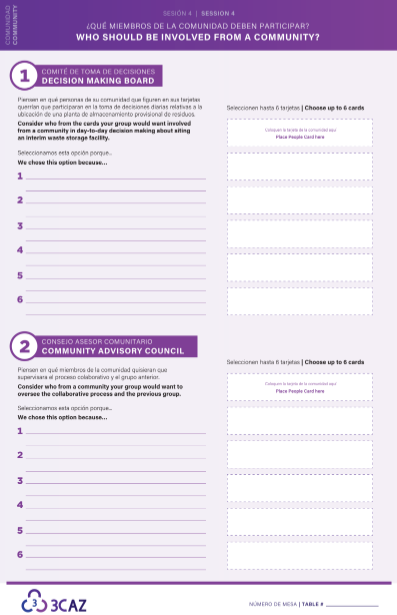 COMUNIDAD
COMMUNITY
SESIÓN 4 | SESSION 4
¿QUÉ MIEMBROS DE LA COMUNIDAD DEBEN PARTICIPAR?
WHO SHOULD BE INVOLVED FROM A COMMUNITY?
1
COMITÉ DE TOMA DE DECISIONES
DECISION MAKING BOARD
Piensen en qué personas de su comunidad que figuren en sus tarjetas
querrían que participaran en la toma de decisiones diarias relativas a la
ubicación de una planta de almacenamiento provisional de residuos.
Consider who from the cards your group would want involved
from a community in day-to-day decision making about siting
an interim waste storage facility.
Seleccionamos esta opción porque...
We chose this option because...
1
2
3
4
5
6
Seleccionen hasta 6 tarjetas | Choose up to 6 cards
Coloquen la tarjeta de la comunidad aquí
Place People Card here
2
CONSEJO ASESOR COMUNITARIO
COMMUNITY ADVISORY COUNCIL
Piensen en qué miembros de la comunidad quisieran que
supervisara el proceso colaborativo y el grupo anterior.
Consider who from a community your group would want to
oversee the collaborative process and the previous group.
Seleccionamos esta opción porque...
We chose this option because...
1
2
3
4
5
6
Seleccionen hasta 6 tarjetas | Choose up to 6 cards
Coloquen la tarjeta de la comunidad aquí
Place People Card here
3
3CAZ
NÚMERO DE MESA | TABLE #